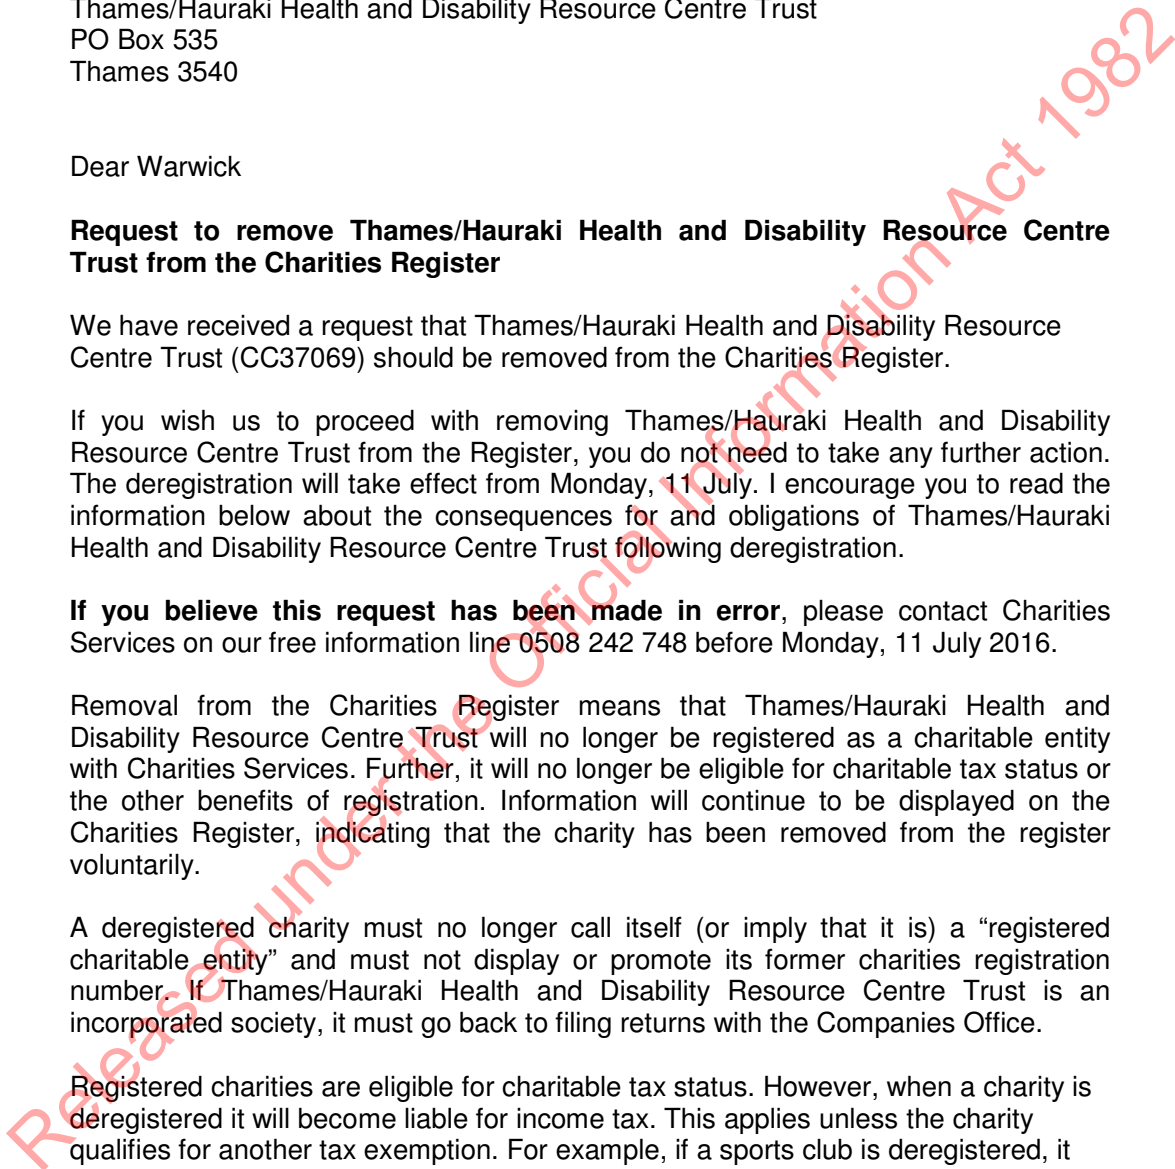 Thames/Hauraki Health and Disability Resource Centre Trust
PO Box 535
Thames 3540
Dear Warwick
Request to remove Thames/Hauraki Health and Disability Resource Centre
Trust from the Charities Register
We have received a request that Thames/Hauraki Health and Disability Resource
Centre Trust (CC37069) should be removed from the Charities Register.
If you wish us to proceed with removing Thames/Hauraki Health and Disability
Resource Centre Trust from the Register, you do not need to take any further action.
The deregistration will take effect from Monday, 11 July. I encourage you to read the
information below about the consequences for and obligations of Thames/Hauraki
Health and Disability Resource Centre Trust following deregistration.
If you believe this request has been made in error, please contact Charities
Services on our free information line 0508 242 748 before Monday, 11 July 2016.
Removal from the Charities Register means that Thames/Hauraki Health and
Disability Resource Centre Trust will no longer be registered as a charitable entity
with Charities Services. Further, it will no longer be eligible for charitable tax status or
the other benefits of registration. Information will continue to be displayed on the
Charities Register, indicating that the charity has been removed from the register
voluntarily.
A deregistered charity must no longer call itself (or imply that it is) a “registered
charitable entity” and must not display or promote its former charities registration
number. If Thames/Hauraki Health and Disability Resource Centre Trust is an
incorporated society, it must go back to filing returns with the Companies Office.
Registered charities are eligible for charitable tax status. However, when a charity is
deregistered it will become liable for income tax. This applies unless the charity
qualifies for another tax exemption. For example, if a sports club is deregistered, it
Released under the Official Information Act 1982